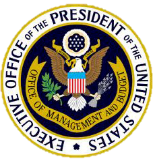 EXECUTIVE OFFICE OF THE PRESIDENT OF THE UNITED STATES
OFFICE OF MANAGEMENT AND BUDGET